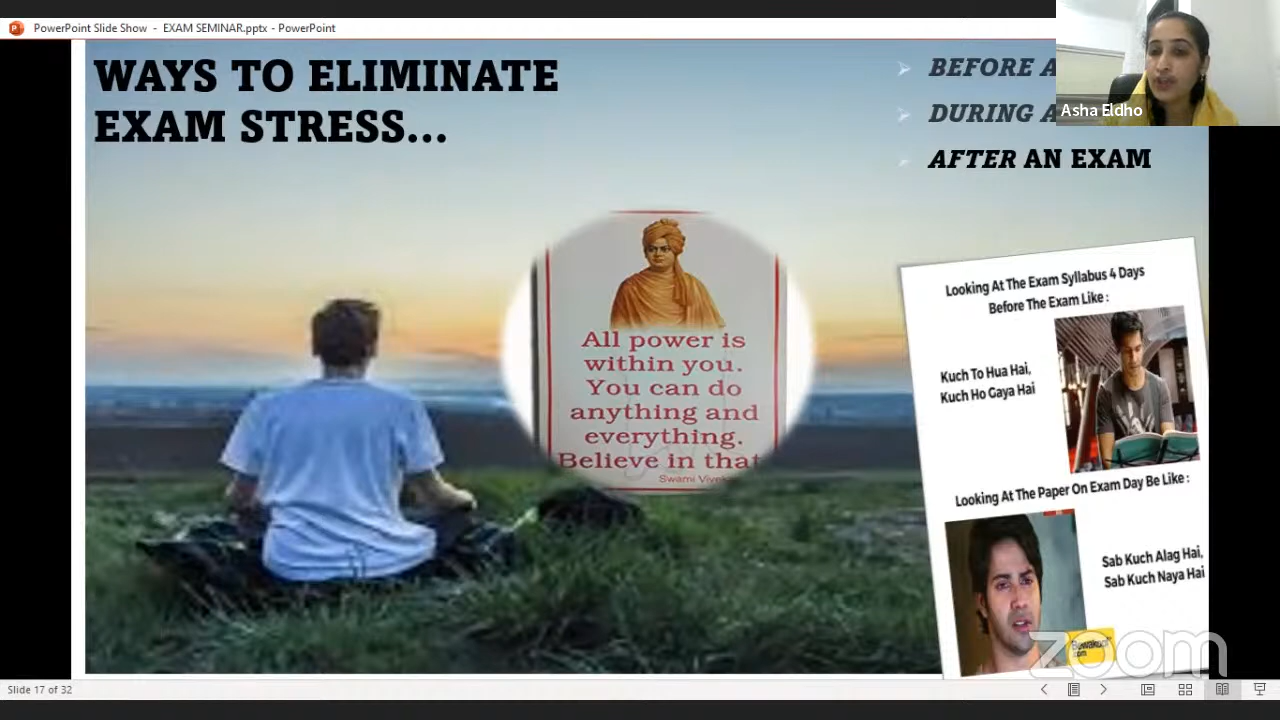 PowerPoint Slide Show - EXAM SEMINAR.pptx - PowerPoint
WAYS TO ELIMINATE
EXAM STRESS...
BEFORE A
DURING A
AFTER AN EXAM
Asha Eldho
All power is
within you.
You can do
anything and
everything.
Believe in that
Swami
Looking At The Exam Syllabus 4 Days
Before The Exam Like :
Kuch To Hua Hai,
Kuch Ho Gaya Hai
Looking At The Paper On Exam Day Be Like :
Sab Kuch Alag Hai,
Sab Kuch Naya Hai
zoom
Slide 17 of 32